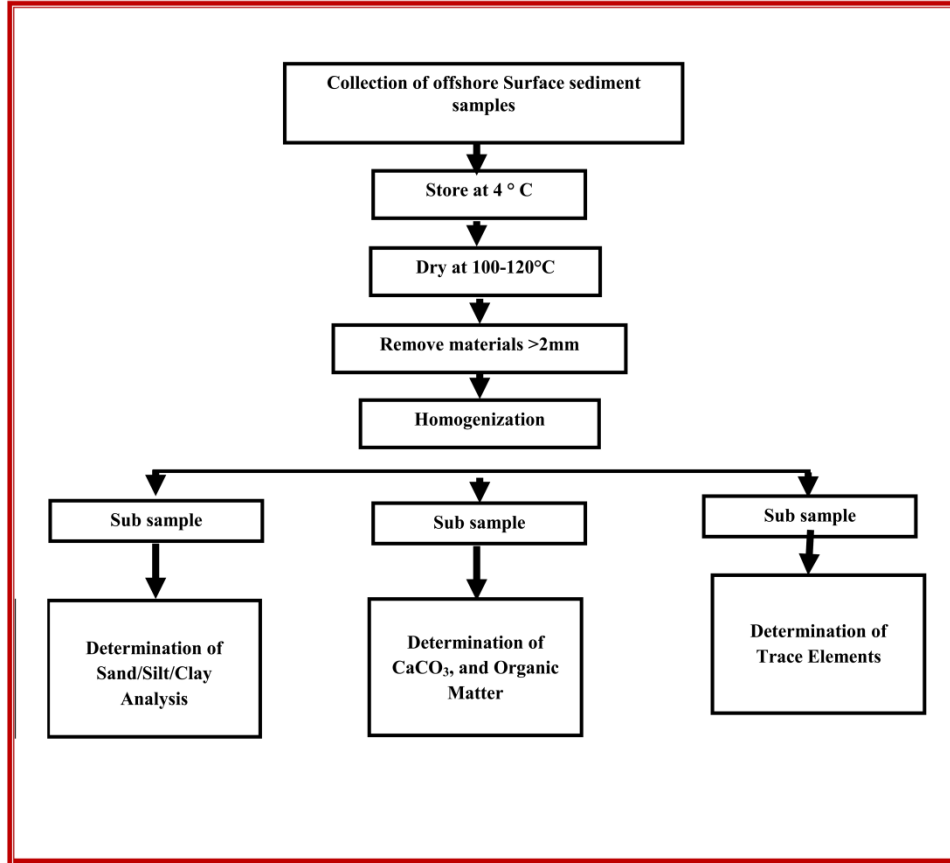 Collection of offshore Surface sediment
samples
Store at 4 ° C
Dry at 100-120°C
Remove materials >2mm
Homogenization
Sub sample
Sub sample
Sub sample
Determination of
Sand/Silt/Clay
Analysis
Determination of
CaCO₃, and Organic
Matter
Determination of
Trace Elements